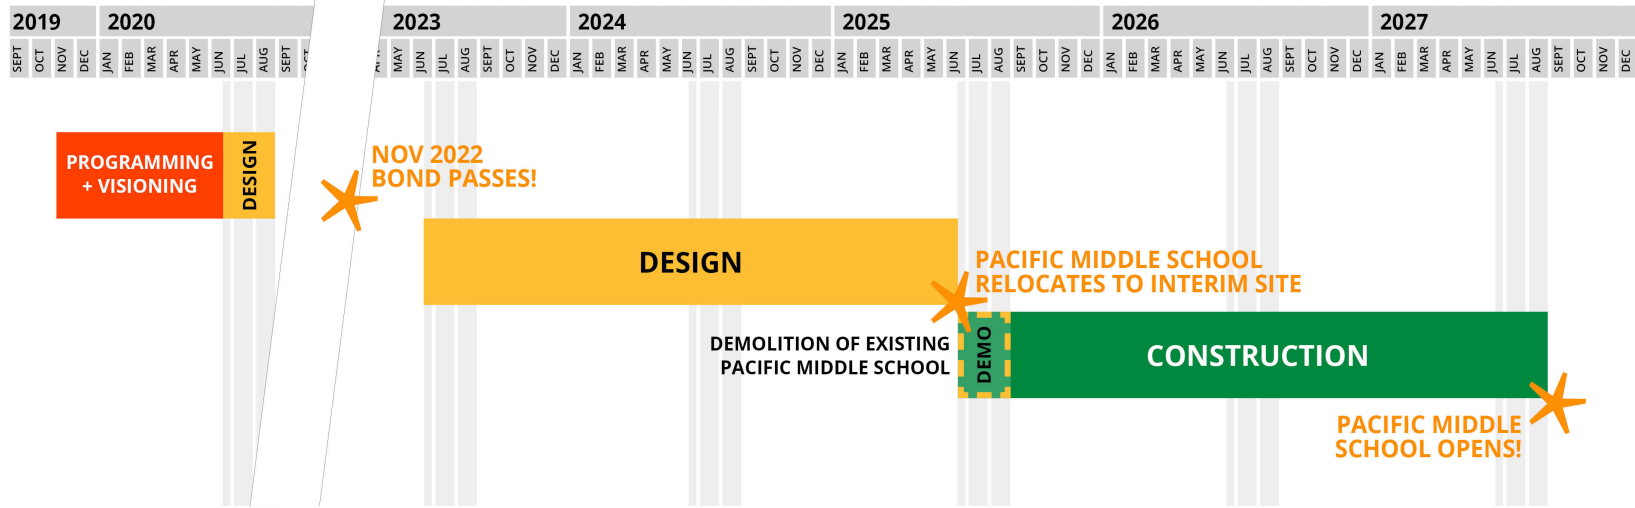 2019 2020 2023 2024 2025 2026 2027
SEPT OCT NOV DEC JAN FEB MAR APR MAY JUN JUL AUG SEPT MAY JUN JUL AUG SEPT OCT NOV DEC JAN FEB MAR APR MAY JUN JUL AUG SEPT OCT NOV DEC JAN FEB MAR APR MAY JUN JUL AUG SEPT OCT NOV DEC JAN FEB MAR APR MAY JUN JUL AUG SEPT OCT NOV DEC JAN FEB MAR APR MAY JUN JUL AUG SEPT OCT NOV DEC
PROGRAMMING
+ VISIONING
DESIGN
NOV 2022
BOND PASSES!
DESIGN
PACIFIC MIDDLE SCHOOL
RELOCATES TO INTERIM SITE
DEMOLITION OF EXISTING
PACIFIC MIDDLE SCHOOL
DEMO
CONSTRUCTION
PACIFIC MIDDLE
SCHOOL OPENS!